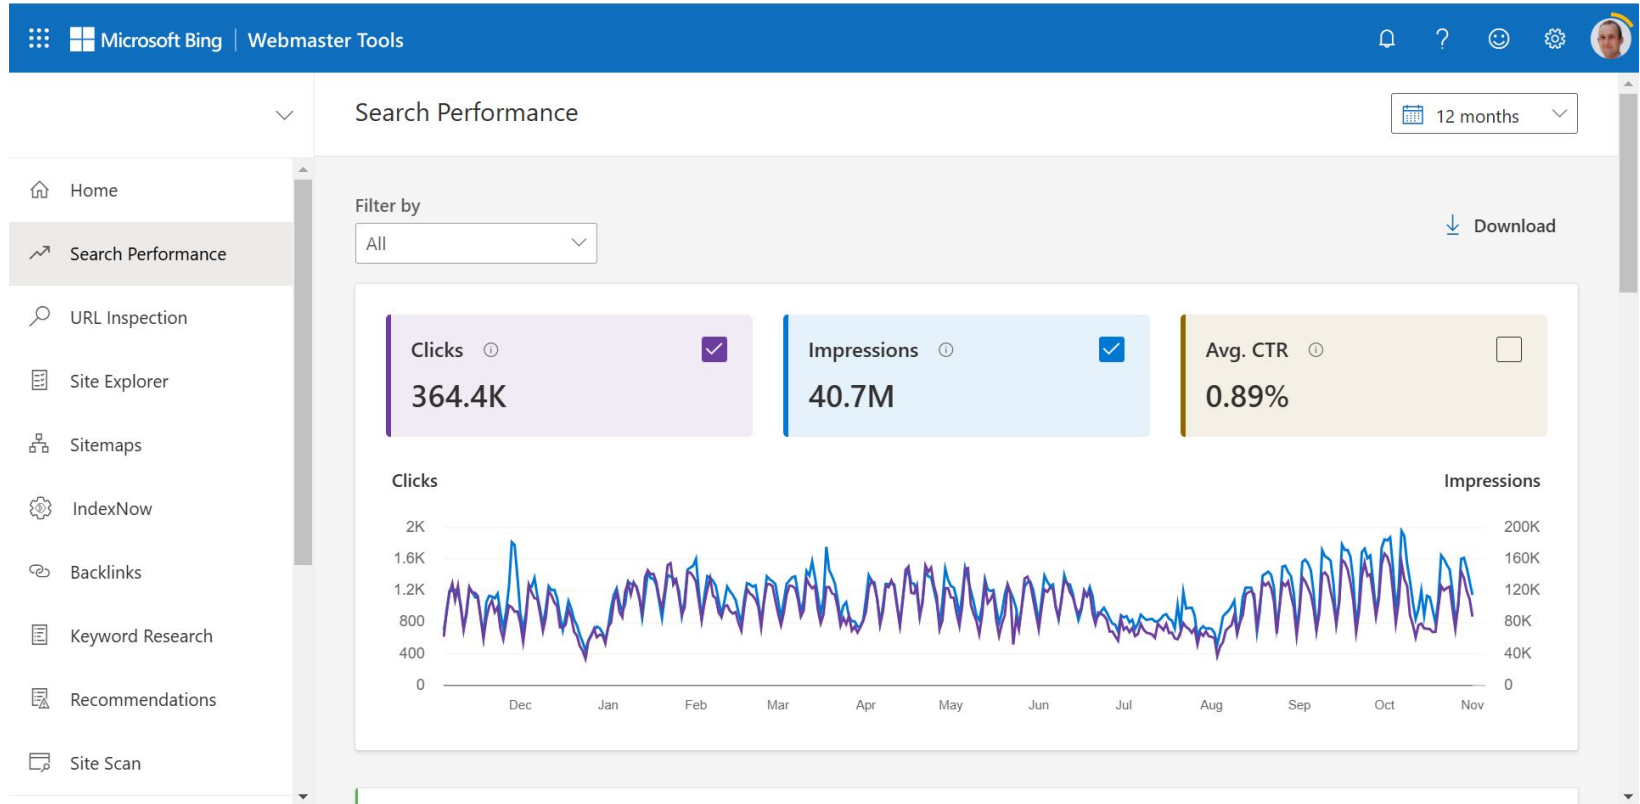 Microsoft Bing | Webmaster Tools
Search Performance
12 months
Home
Search Performance
URL Inspection
Site Explorer
Sitemaps
IndexNow
Backlinks
Keyword Research
Recommendations
Site Scan
Filter by
All
Download
Clicks
364.4K
Impressions
40.7M
Avg. CTR
0.89%
Clicks
Impressions
2K
200K
1.6K
160K
1.2K
120K
800
80K
400
40K
0
0
Dec Jan Feb Mar Apr May Jun Jul Aug Sep Oct Nov